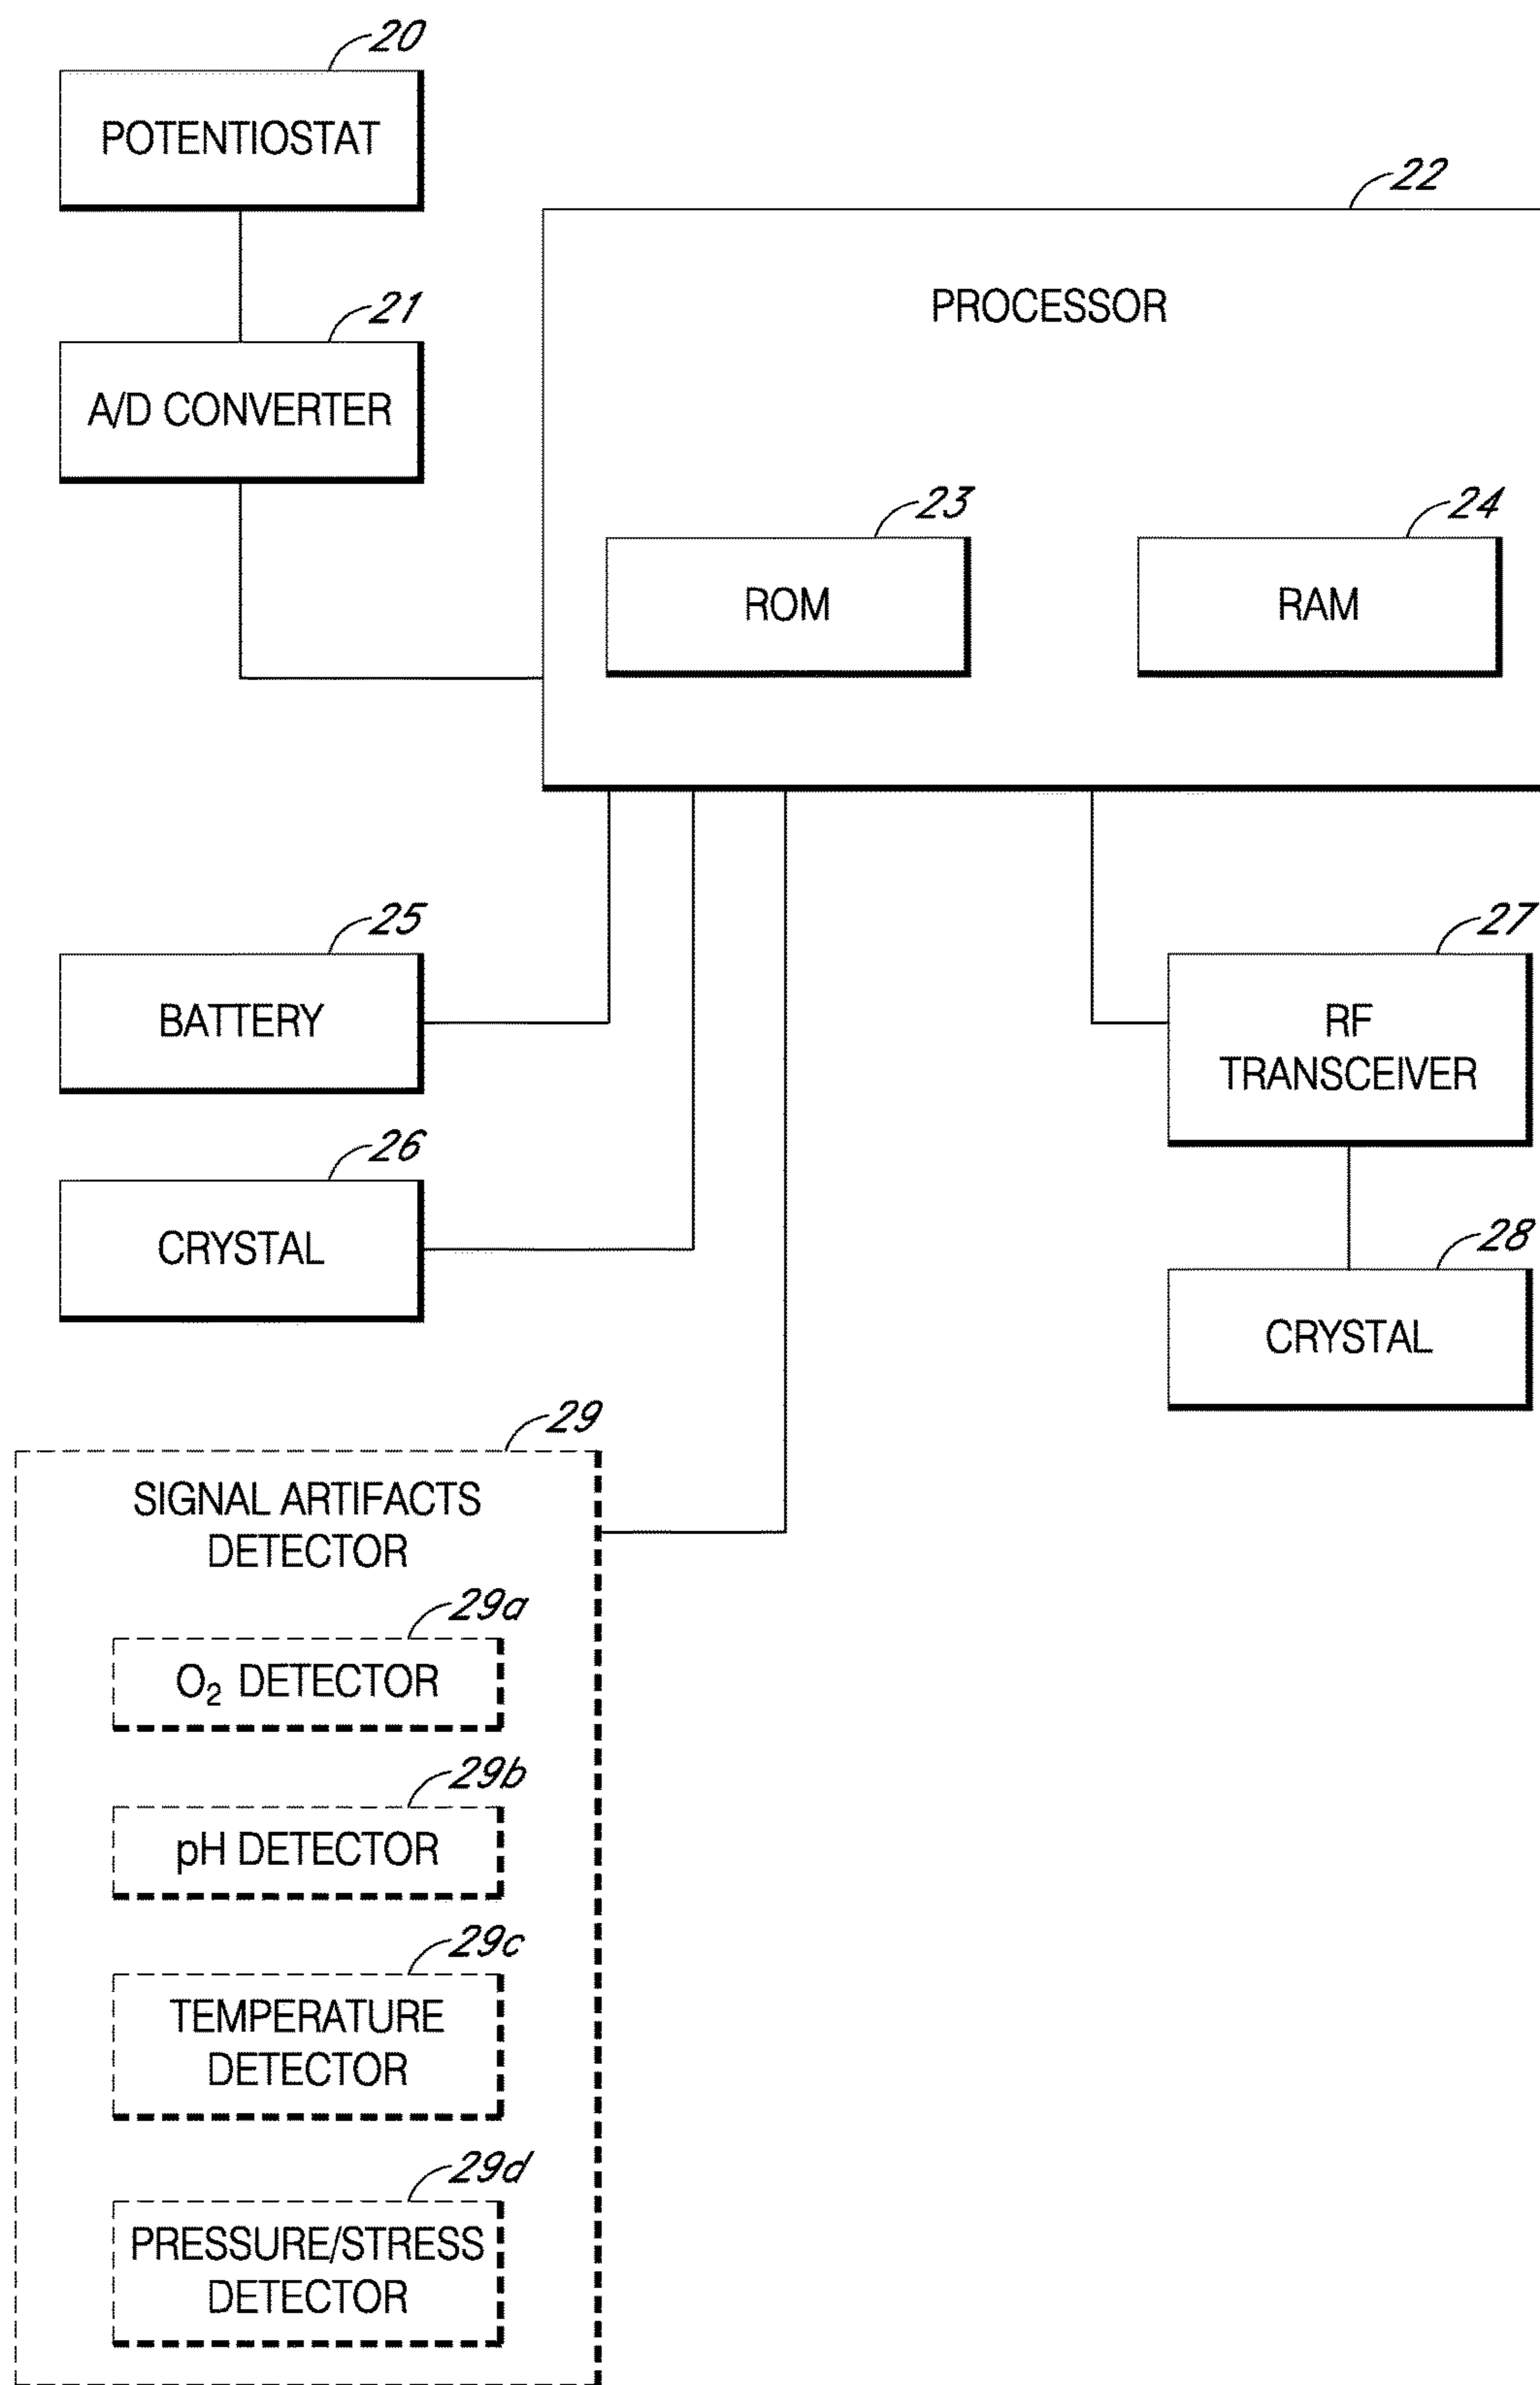 20
POTENTIOSTAT
21
A/D CONVERTER
22
PROCESSOR
23
ROM
24
RAM
25
BATTERY
26
CRYSTAL
27
RF
TRANSCEIVER
28
CRYSTAL
29
SIGNAL ARTIFACTS
DETECTOR
29a
O₂ DETECTOR
29b
pH DETECTOR
29c
TEMPERATURE
DETECTOR
29d
PRESSURE/STRESS
DETECTOR